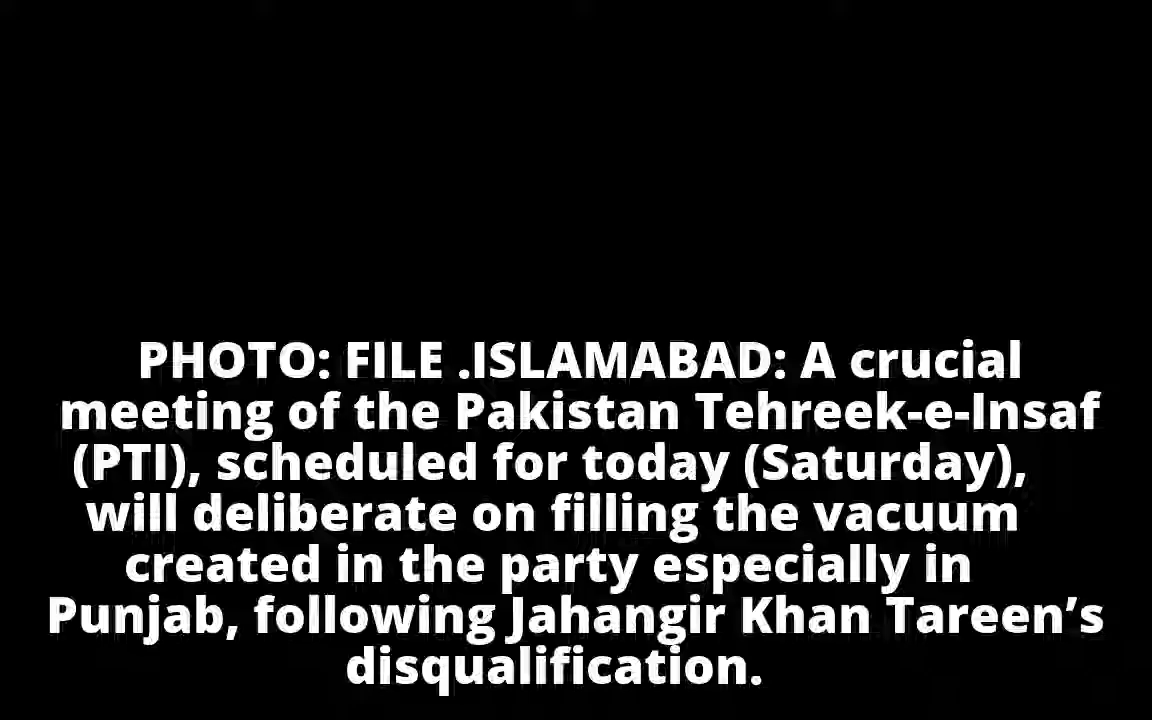 PHOTO: FILE .ISLAMABAD: A crucial
meeting of the Pakistan Tehreek-e-Insaf
(PTI), scheduled for today (Saturday),
will deliberate on filling the vacuum
created in the party especially in
Punjab, following Jahangir Khan Tareen’s
disqualification.